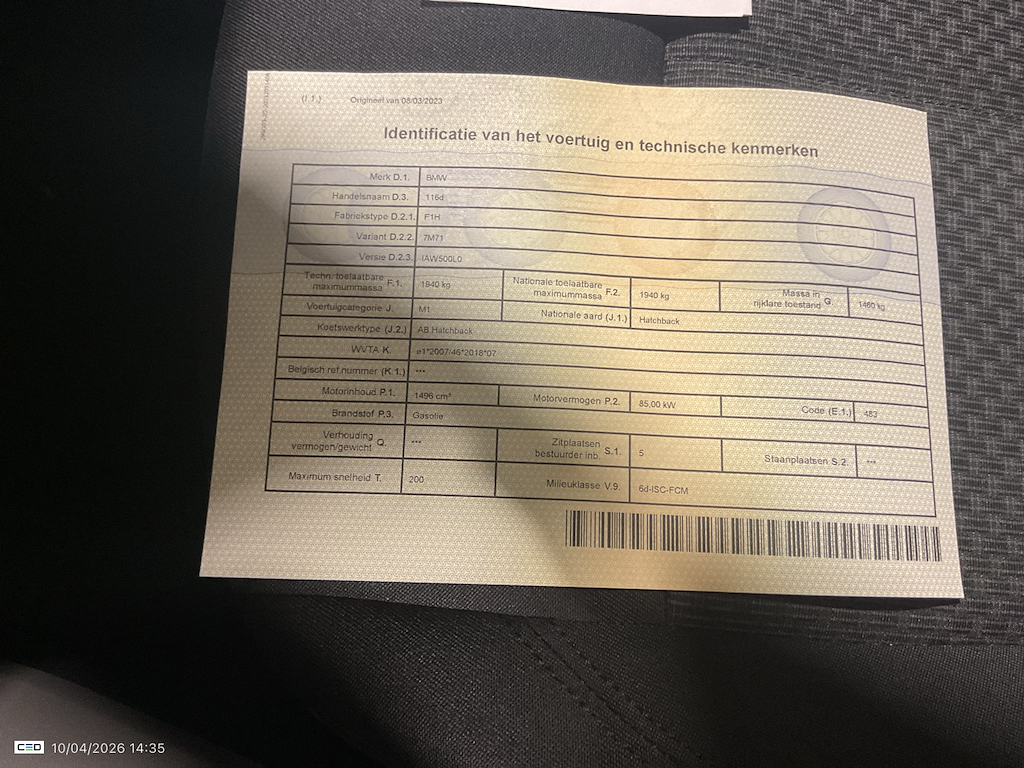 (I.1.) Origineel van 08/03/2023
Identificatie van het voertuig en technische kenmerken
Merk D.1. BMW
Handelsnaam D.3. 116d
Fabriekstype D.2.1. F1H
Variant D.2.2. 7M71
Versie D.2.3. IAW500L0
Techn. toelaatbare maximummassa F.1. 1940 kg Nationale toelaatbare maximummassa F.2. 1940 kg Massa in rijklare toestand G. 1460 kg
Voertuigcategorie J. M1 Nationale aard (J.1.) Hatchback
Koetswerktype (J.2.) AB Hatchback
WVTA K. e1*2007/46*2018*07
Belgisch ref.nummer (K.1.) ***
Motorinhoud P.1. 1496 cm³ Motorvermogen P.2. 85,00 kW Code (E.1.) 483
Brandstof P.3. Gasolie
Verhouding vermogen/gewicht Q. *** Zitplaatsen bestuurder inb. S.1. 5 Staanplaatsen S.2. ***
Maximum snelheid T. 200 Milieuklasse V.9. 6d-ISC-FCM
CEO 10/04/2026 14:35